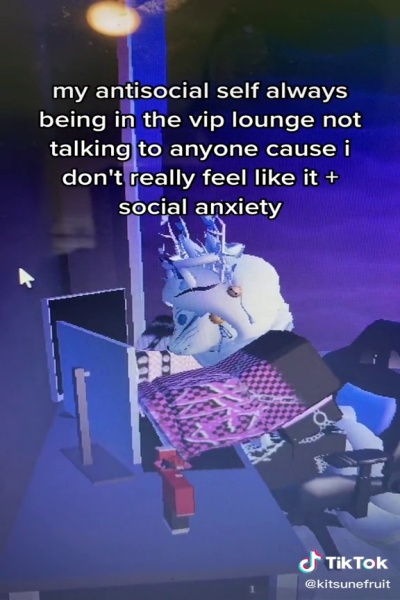 my antisocial self always
being in the vip lounge not
talking to anyone cause i
don't really feel like it +
social anxiety
TikTok
@kitsunefruit